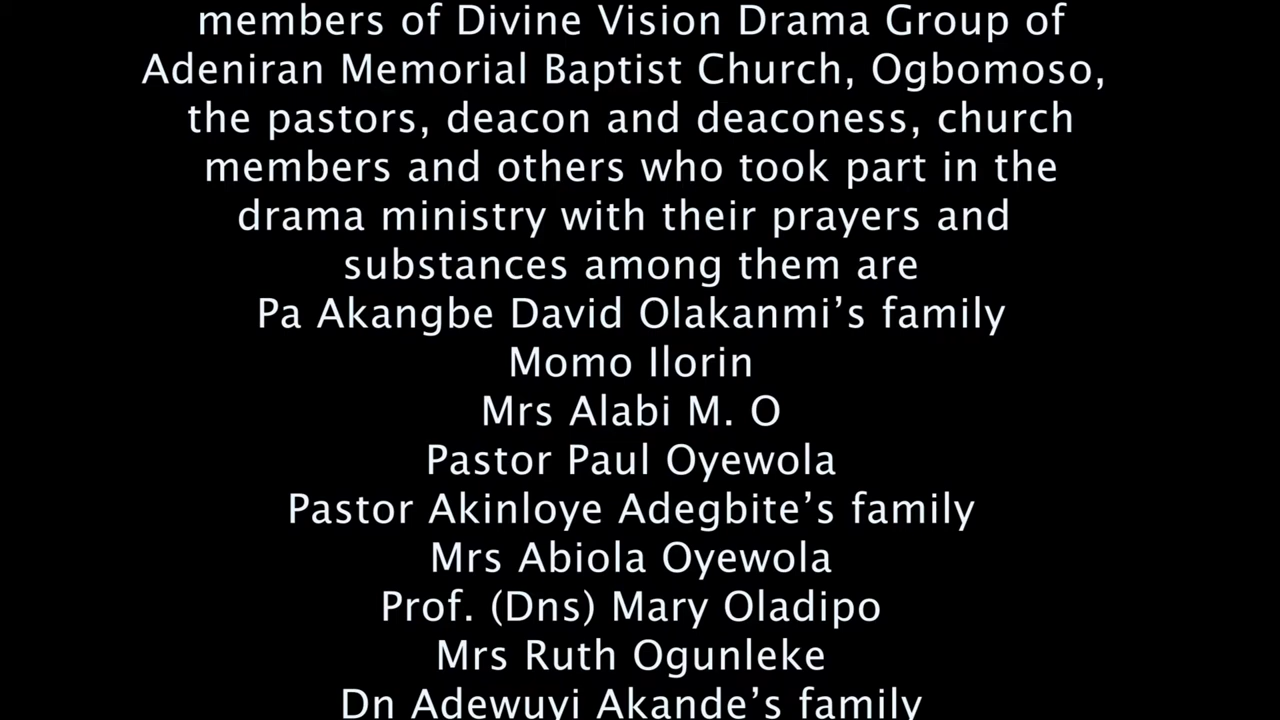 members of Divine Vision Drama Group of
Adeniran Memorial Baptist Church, Ogbomoso,
the pastors, deacon and deaconess, church
members and others who took part in the
drama ministry with their prayers and
substances among them are
Pa Akangbe David Olakanmi’s family
Momo Ilorin
Mrs Alabi M. O
Pastor Paul Oyewola
Pastor Akinloye Adegbite’s family
Mrs Abiola Oyewola
Prof. (Dns) Mary Oladipo
Mrs Ruth Ogunleke
Dn Adewuyi Akande’s family